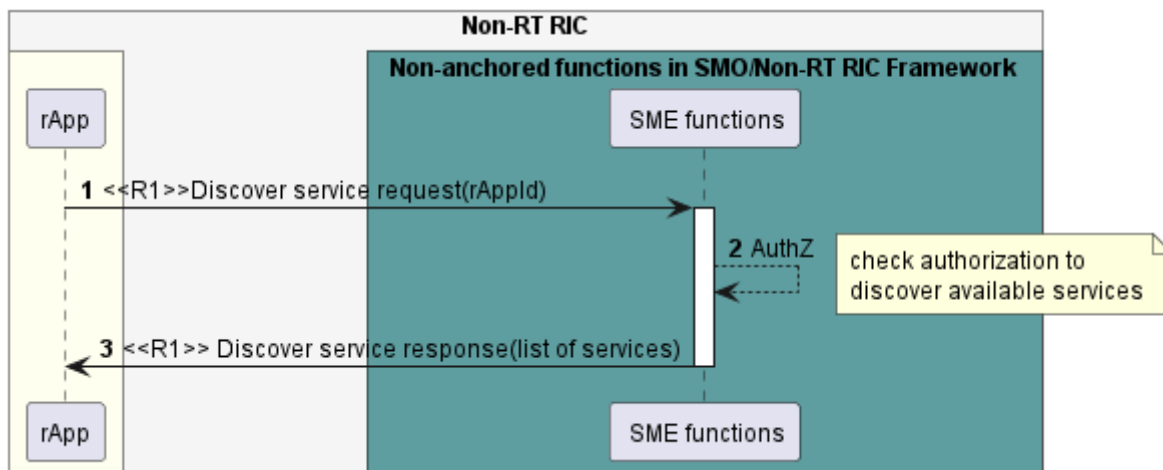 Non-RT RIC
Non-anchored functions in SMO/Non-RT RIC Framework
rApp
SME functions
1 <<R1>>Discover service request(rAppId)
2 AuthZ
check authorization to
discover available services
3 <<R1>> Discover service response(list of services)
rApp
SME functions